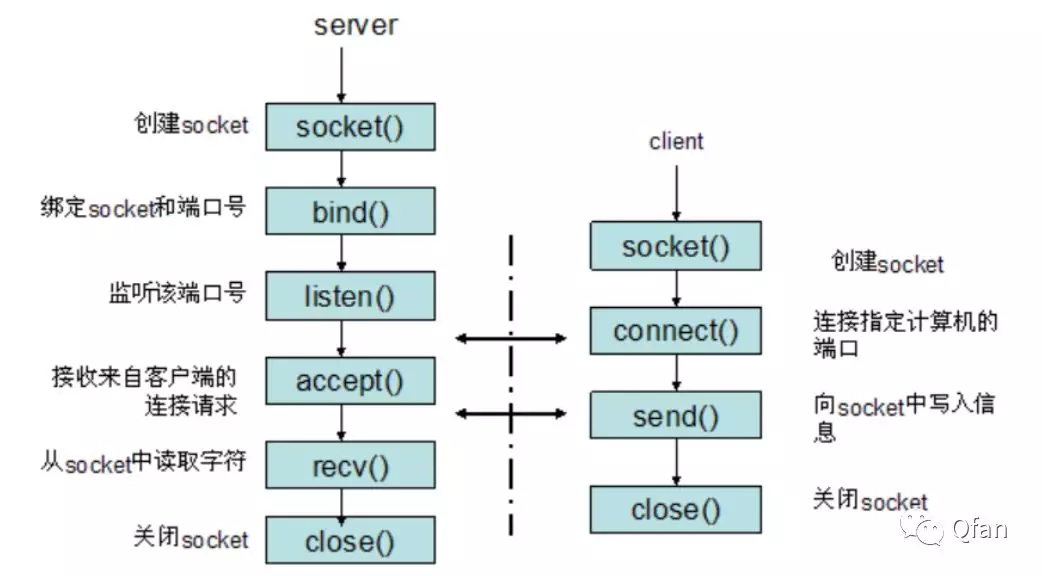 server
创建socket
socket()
绑定socket和端口号
bind()
监听该端口号
listen()
接收来自客户端的
连接请求
accept()
从socket中读取字符
recv()
关闭socket
close()
client
socket()
创建socket
connect()
连接指定计算机的
端口
send()
向socket中写入信
息
close()
关闭socket
Qfan